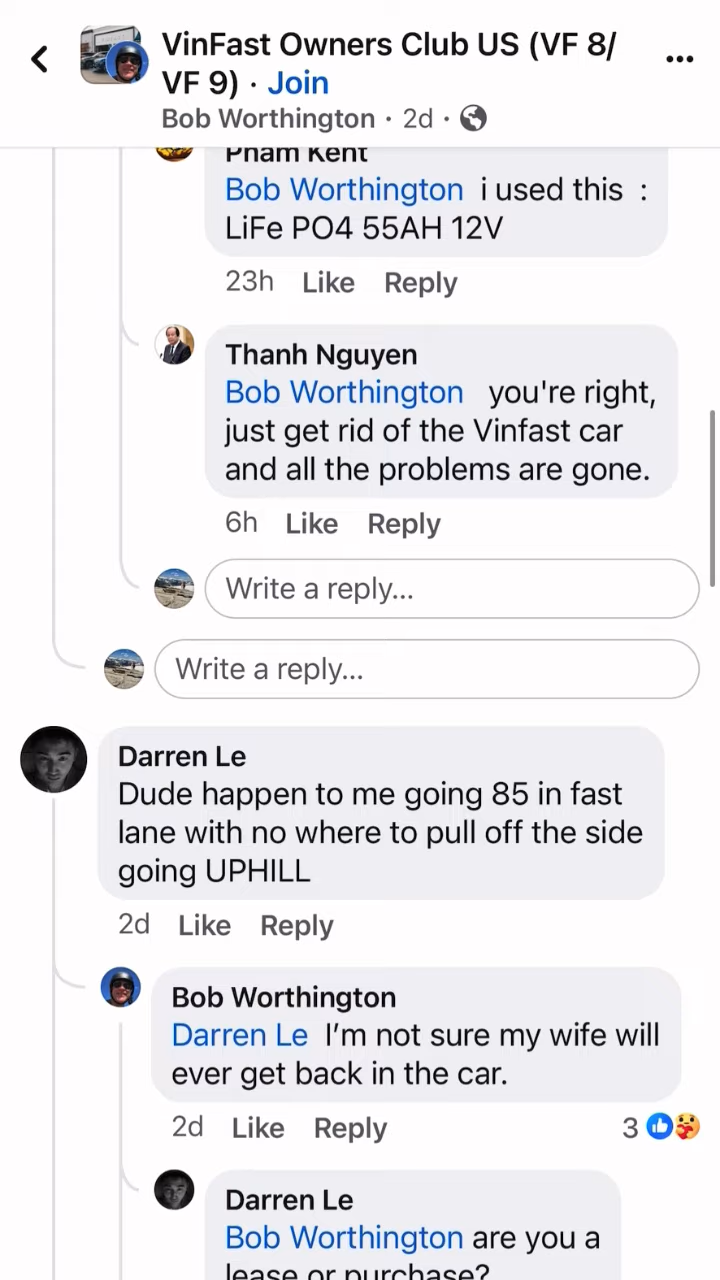 VinFast Owners Club US (VF 8/
VF 9) · Join
Bob Worthington · 2d ·
Pham Kent
Bob Worthington i used this :
LiFe PO4 55AH 12V
23h Like Reply
Thanh Nguyen
Bob Worthington you're right,
just get rid of the Vinfast car
and all the problems are gone.
6h Like Reply
Write a reply...
Write a reply...
Darren Le
Dude happen to me going 85 in fast
lane with no where to pull off the side
going UPHILL
2d Like Reply
Bob Worthington
Darren Le I’m not sure my wife will
ever get back in the car.
2d Like Reply 3
Darren Le
Bob Worthington are you a
lease or purchase?